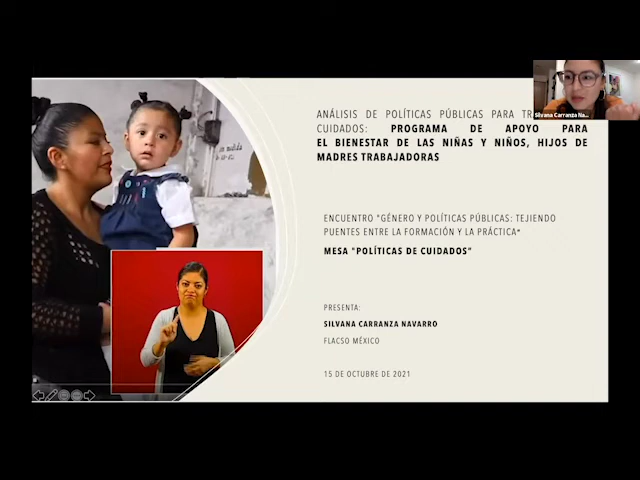 ANÁLISIS DE POLÍTICAS PÚBLICAS PARA TR
CUIDADOS: PROGRAMA DE APOYO PARA
EL BIENESTAR DE LAS NIÑAS Y NIÑOS, HIJOS DE
MADRES TRABAJADORAS
Silvana Carranza Na...
ENCUENTRO "GÉNERO Y POLÍTICAS PÚBLICAS: TEJIENDO
PUENTES ENTRE LA FORMACIÓN Y LA PRÁCTICA"
MESA "POLÍTICAS DE CUIDADOS"
PRESENTA:
SILVANA CARRANZA NAVARRO
FLACSO MÉXICO
15 DE OCTUBRE DE 2021